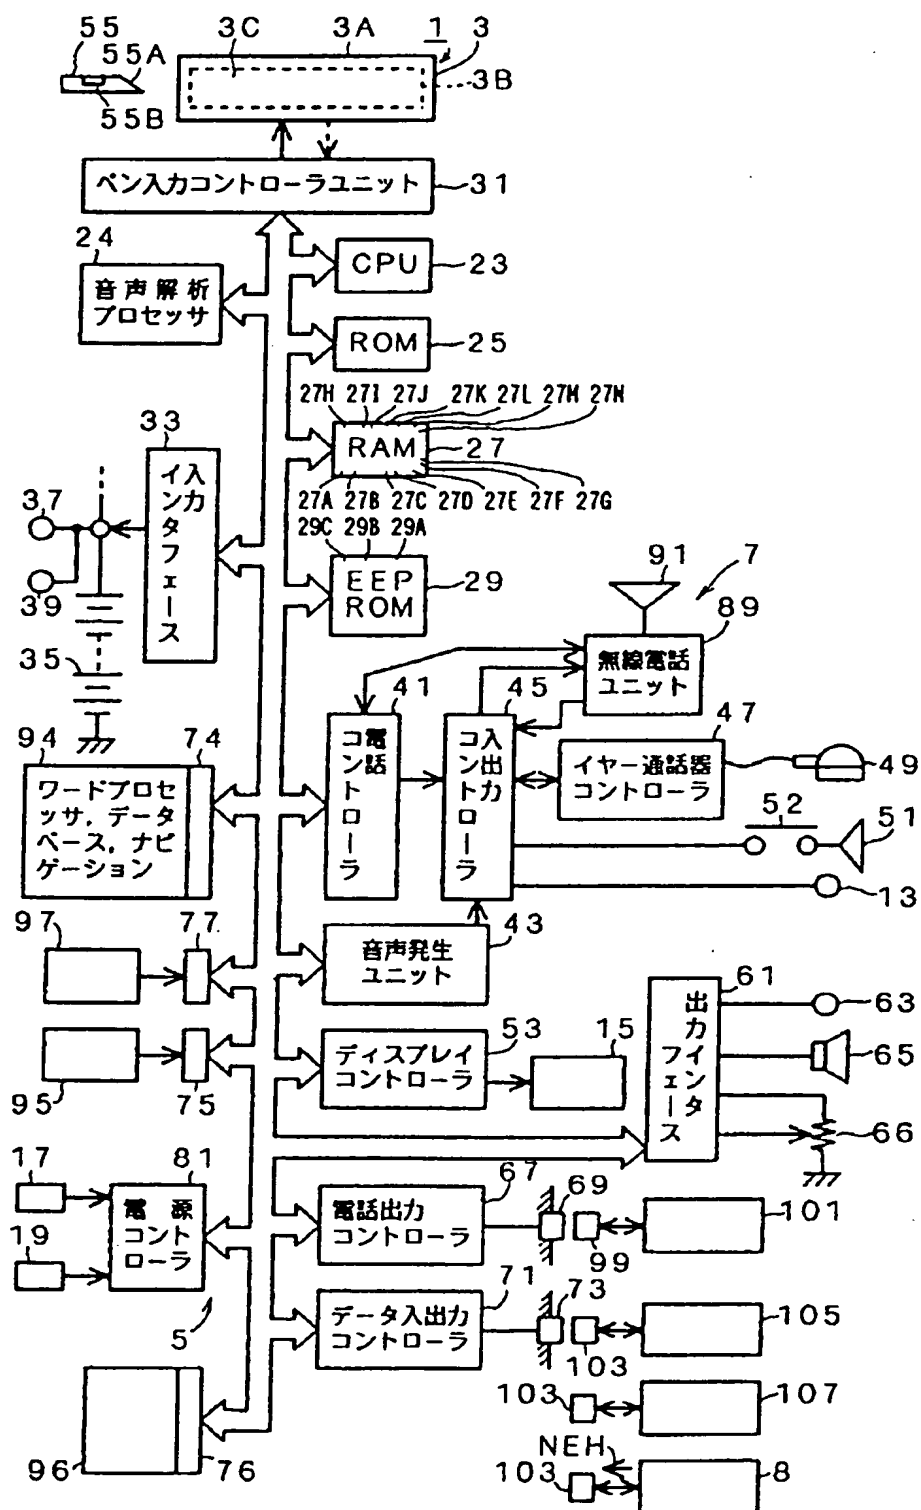 55
55A
3C
3A
1
3
3B
55B
ペン入力コントローラユニット
31
24
音声解析
プロセッサ
CPU
23
ROM
25
27H 27I 27J 27K 27L 27M 27N
RAM
27
27A 27B 27C 27D 27E 27F 27G
33
入力
インタフェース
37
39
35
29C 29B 29A
EEP
ROM
29
91
7
89
無線電話
ユニット
41
電話
コントローラ
45
入出力
コントローラ
47
イヤー通話器
コントローラ
49
52
51
13
94
74
ワードプロセ
ッサ,データ
ベース,ナビ
ゲーション
43
音声発生
ユニット
97
77
95
75
53
ディスプレイ
コントローラ
15
61
出力インタ
フェース
63
65
66
17
19
81
電源
コントローラ
5
67
電話出力
コントローラ
69
99
101
71
データ入出力
コントローラ
73
103
105
103
107
NEH
103
8
96
76